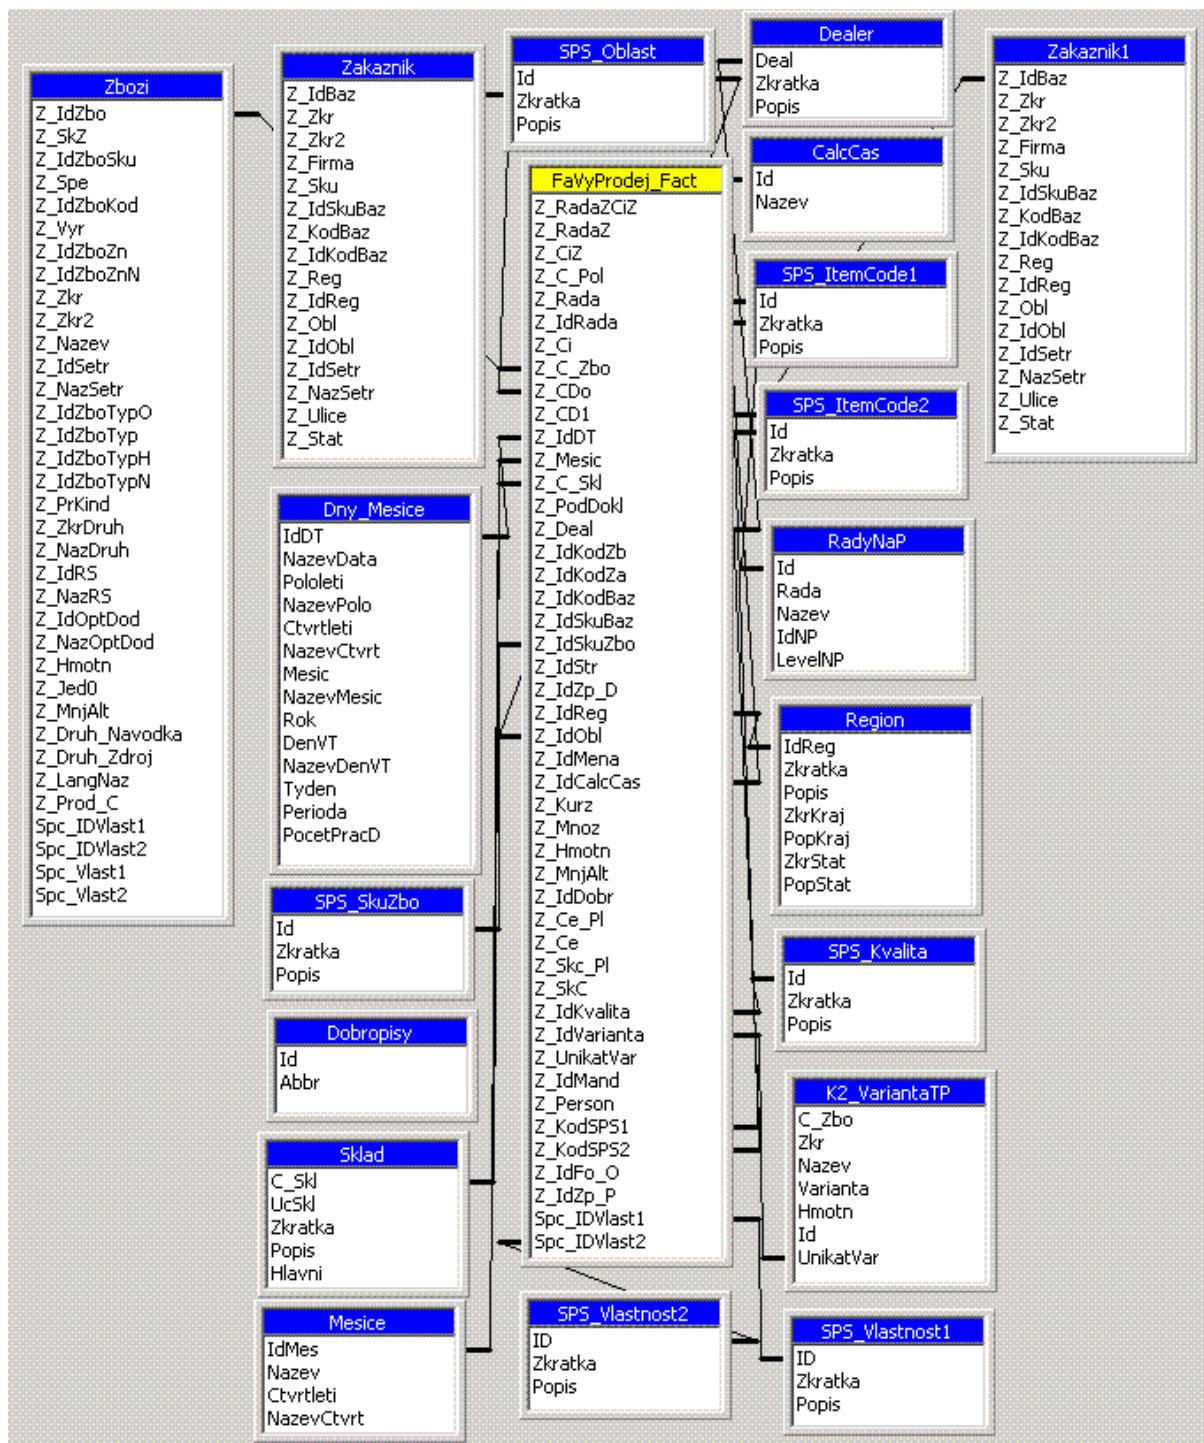 Zbozi
Z_IdZbo
Z_SkZ
Z_IdZboSku
Z_Spe
Z_IdZboKod
Z_Vyr
Z_IdZboZn
Z_IdZboZnN
Z_Zkr
Z_Zkr2
Z_Nazev
Z_IdSetr
Z_NazSetr
Z_IdZboTypO
Z_IdZboTyp
Z_IdZboTypH
Z_IdZboTypN
Z_PrKind
Z_ZkrDruh
Z_NazDruh
Z_IdRS
Z_NazRS
Z_IdOptDod
Z_NazOptDod
Z_Hmotn
Z_Jed0
Z_MnjAlt
Z_Druh_Navodka
Z_Druh_Zdroj
Z_LangNaz
Z_Prod_C
Spc_IDVlast1
Spc_IDVlast2
Spc_Vlast1
Spc_Vlast2
Zakaznik
Z_IdBaz
Z_Zkr
Z_Zkr2
Z_Firma
Z_Sku
Z_IdSkuBaz
Z_KodBaz
Z_IdKodBaz
Z_Reg
Z_IdReg
Z_Obl
Z_IdObl
Z_IdSetr
Z_NazSetr
Z_Ulice
Z_Stat
Dny_Mesice
IdDT
NazevData
Pololeti
NazevPolo
Ctvrtleti
NazevCtvrt
Mesic
NazevMesic
Rok
DenVT
NazevDenVT
Tyden
Perioda
PocetPracD
SPS_SkuZbo
Id
Zkratka
Popis
Dobropisy
Id
Abbr
Sklad
C_Skl
UcSkl
Zkratka
Popis
Hlavni
Mesice
IdMes
Nazev
Ctvrtleti
NazevCtvrt
SPS_Oblast
Id
Zkratka
Popis
FaVyProdej_Fact
Z_RadaZCiZ
Z_RadaZ
Z_CiZ
Z_C_Pol
Z_Rada
Z_IdRada
Z_Ci
Z_C_Zbo
Z_CDo
Z_CD1
Z_IdDT
Z_Mesic
Z_C_Skl
Z_PodDokl
Z_Deal
Z_IdKodZb
Z_IdKodZa
Z_IdKodBaz
Z_IdSkuBaz
Z_IdSkuZbo
Z_IdStr
Z_IdZp_D
Z_IdReg
Z_IdObl
Z_IdMena
Z_IdCalcCas
Z_Kurz
Z_Mnoz
Z_Hmotn
Z_MnjAlt
Z_IdDobr
Z_Ce_Pl
Z_Ce
Z_Skc_Pl
Z_SkC
Z_IdKvalita
Z_IdVarianta
Z_UnikatVar
Z_IdMand
Z_Person
Z_KodSPS1
Z_KodSPS2
Z_IdFo_O
Z_IdZp_P
Spc_IDVlast1
Spc_IDVlast2
SPS_Vlastnost2
ID
Zkratka
Popis
Dealer
Deal
Zkratka
Popis
CalcCas
Id
Nazev
SPS_ItemCode1
Id
Zkratka
Popis
SPS_ItemCode2
Id
Zkratka
Popis
RadyNaP
Id
Rada
Nazev
IdNP
LevelNP
Region
IdReg
Zkratka
Popis
ZkrKraj
PopKraj
ZkrStat
PopStat
SPS_Kvalita
Id
Zkratka
Popis
K2_VariantaTP
C_Zbo
Zkr
Nazev
Varianta
Hmotn
Id
UnikatVar
SPS_Vlastnost1
ID
Zkratka
Popis
Zakaznik1
Z_IdBaz
Z_Zkr
Z_Zkr2
Z_Firma
Z_Sku
Z_IdSkuBaz
Z_KodBaz
Z_IdKodBaz
Z_Reg
Z_IdReg
Z_Obl
Z_IdObl
Z_IdSetr
Z_NazSetr
Z_Ulice
Z_Stat